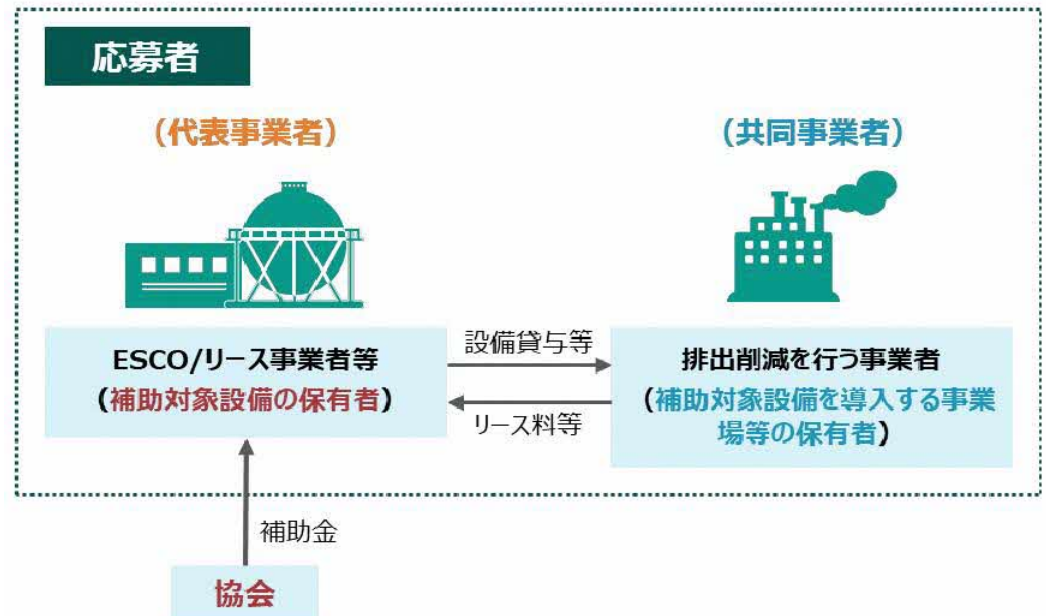 応募者
（代表事業者）
（共同事業者）
ESCO/リース事業者等
（補助対象設備の保有者）
設備貸与等
リース料等
排出削減を行う事業者
（補助対象設備を導入する事業
場等の保有者）
補助金
協会